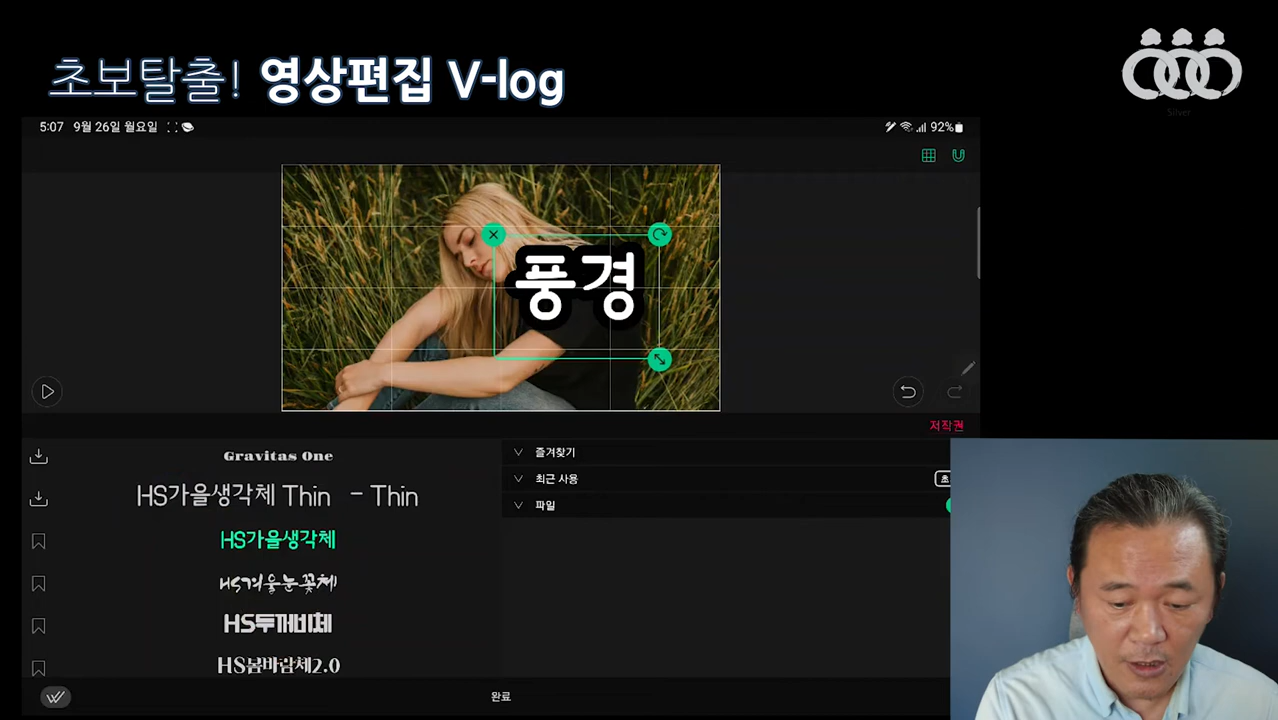 초보탈출! 영상편집 V-log
Silver
5:07 9월 26일 월요일 92%
풍경
저작권
Gravitas One
HS가을생각체 Thin - Thin
HS가을생각체
HS겨울눈꽃체
HS두꺼비체
HS봄바람체2.0
즐겨찾기
최근 사용
초
파일
완료